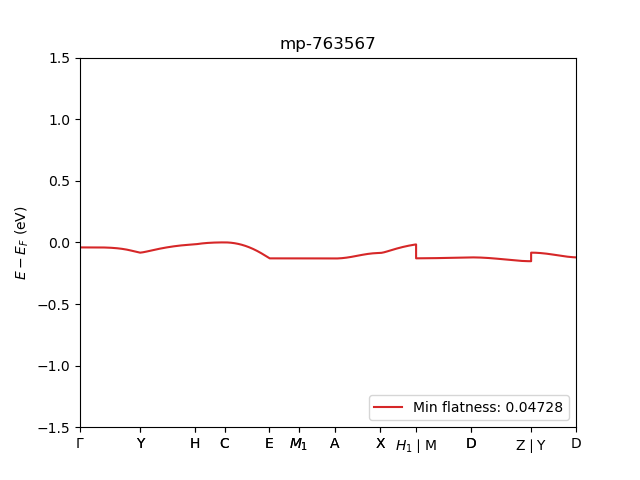 mp-763567
1.5
1.0
0.5
0.0
−0.5
−1.0
−1.5
E − E_F (eV)
Min flatness: 0.04728
Γ Y H C E M₁ A X H₁ | M D Z | Y D